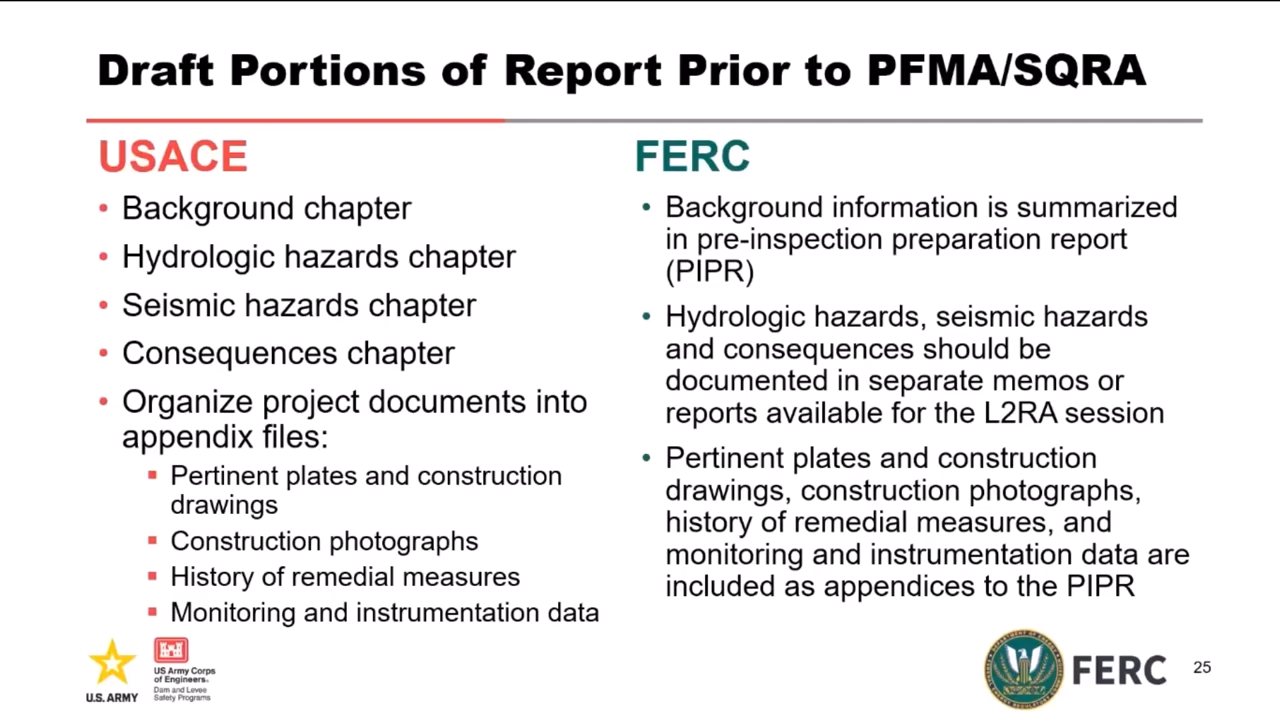 Draft Portions of Report Prior to PFMA/SQRA
USACE
• Background chapter
• Hydrologic hazards chapter
• Seismic hazards chapter
• Consequences chapter
• Organize project documents into
appendix files:
▪ Pertinent plates and construction
drawings
▪ Construction photographs
▪ History of remedial measures
▪ Monitoring and instrumentation data
FERC
• Background information is summarized
in pre-inspection preparation report
(PIPR)
• Hydrologic hazards, seismic hazards
and consequences should be
documented in separate memos or
reports available for the L2RA session
• Pertinent plates and construction
drawings, construction photographs,
history of remedial measures, and
monitoring and instrumentation data are
included as appendices to the PIPR
U.S. ARMY
US Army Corps
of Engineers®
Dam and Levee
Safety Programs
FERC
25